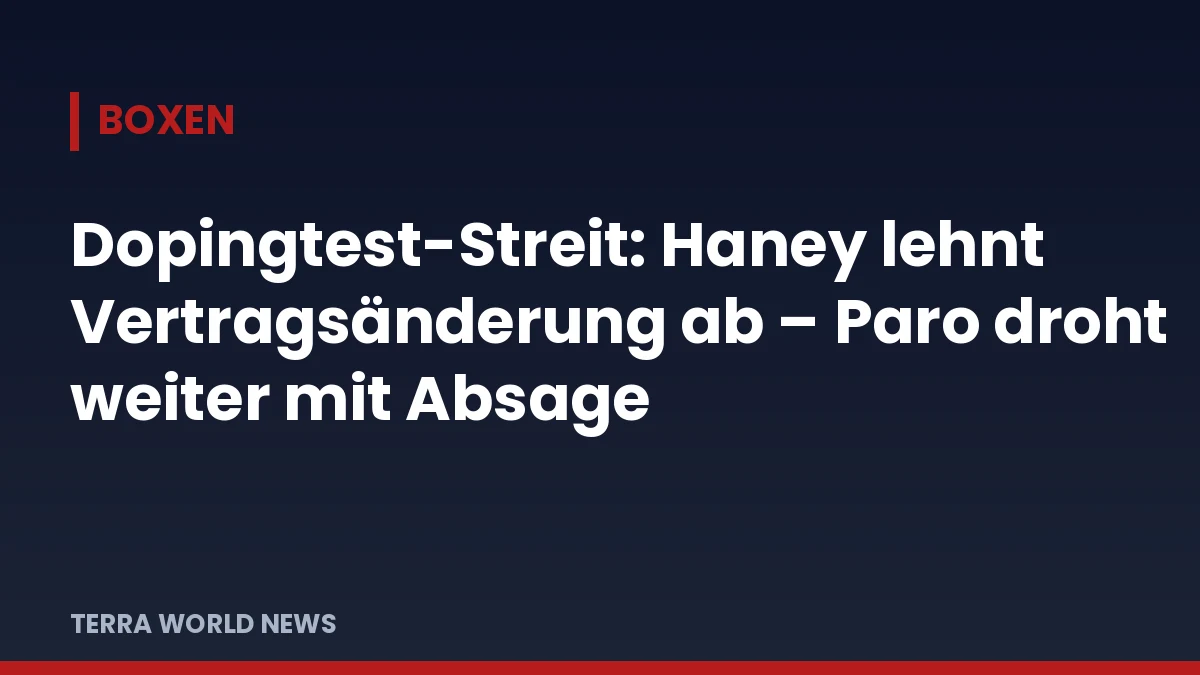 BOXEN
Dopingtest-Streit: Haney lehnt
Vertragsänderung ab – Paro droht
weiter mit Absage
TERRA WORLD NEWS